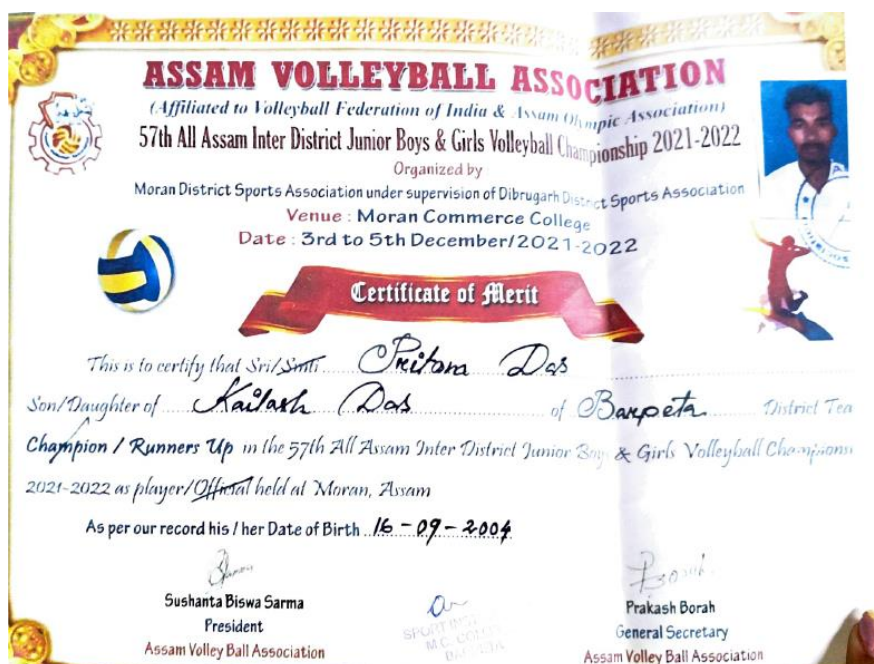 ASSAM VOLLEYBALL ASSOCIATION
(Affiliated to Volleyball Federation of India & Assam Olympic Association)
57th All Assam Inter District Junior Boys & Girls Volleyball Championship 2021-2022
Organized by
Moran District Sports Association under supervision of Dibrugarh District Sports Association
Venue : Moran Commerce College
Date : 3rd to 5th December/2021-2022
Certificate of Merit
This is to certify that Sri/Smti Pritam Das
Son/Daughter of Kailash Das of Barpeta District Tea
Champion / Runners Up in the 57th All Assam Inter District Junior Boys & Girls Volleyball Champions
2021-2022 as player/Official held at Moran, Assam
As per our record his / her Date of Birth 16-09-2004
Sushanta Biswa Sarma
President
Assam Volley Ball Association
SPORT
M.C.
Prakash Borah
General Secretary
Assam Volley Ball Association